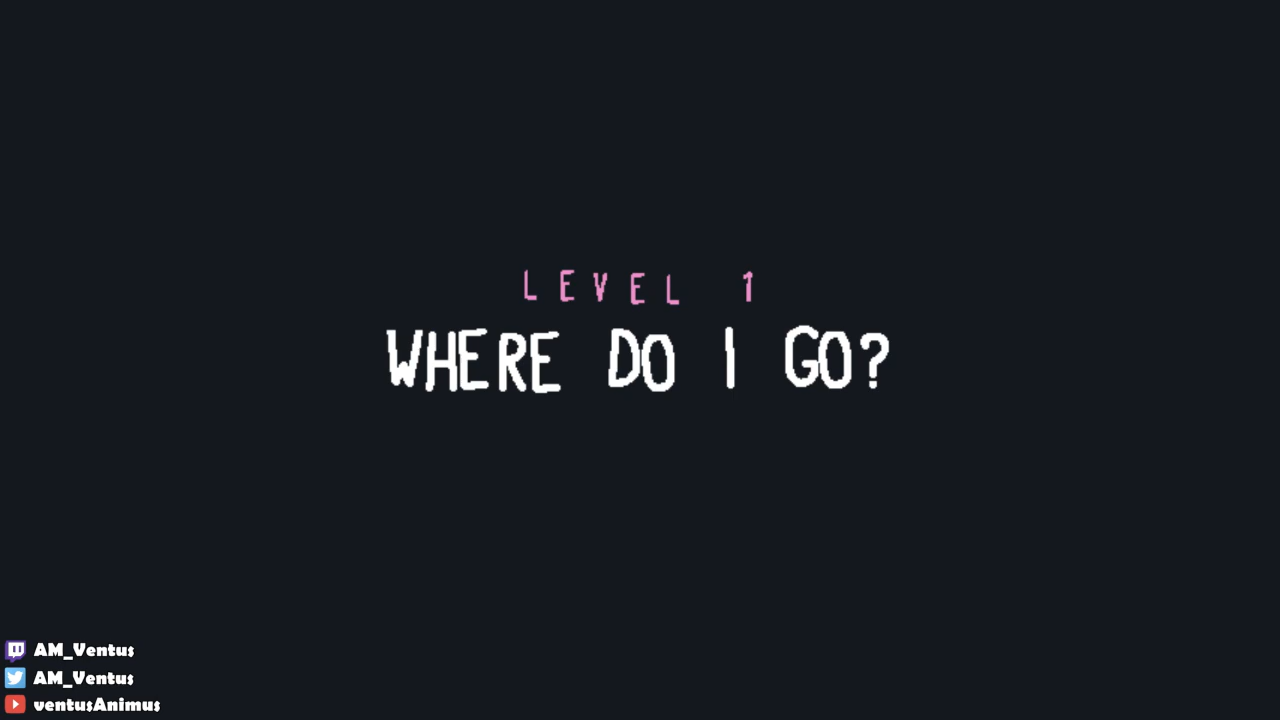 LEVEL 1
WHERE DO I GO?
AM_Ventus
AM_Ventus
ventusAnimus